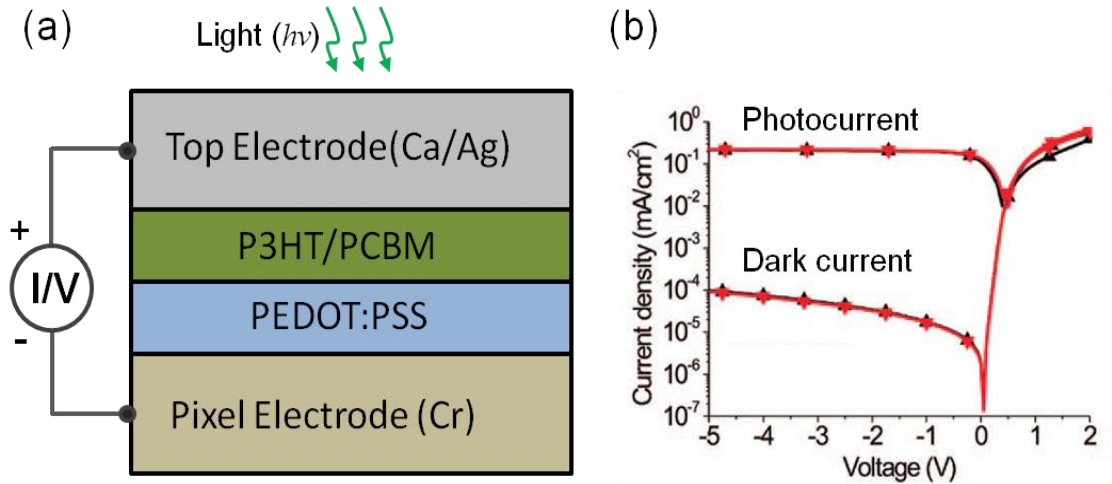 (a)
Light (hν)
Top Electrode(Ca/Ag)
P3HT/PCBM
PEDOT:PSS
Pixel Electrode (Cr)
+
I/V
-
(b)
Current density (mA/cm²)
10⁰
10⁻¹
10⁻²
10⁻³
10⁻⁴
10⁻⁵
10⁻⁶
10⁻⁷
Photocurrent
Dark current
-5 -4 -3 -2 -1 0 1 2
Voltage (V)